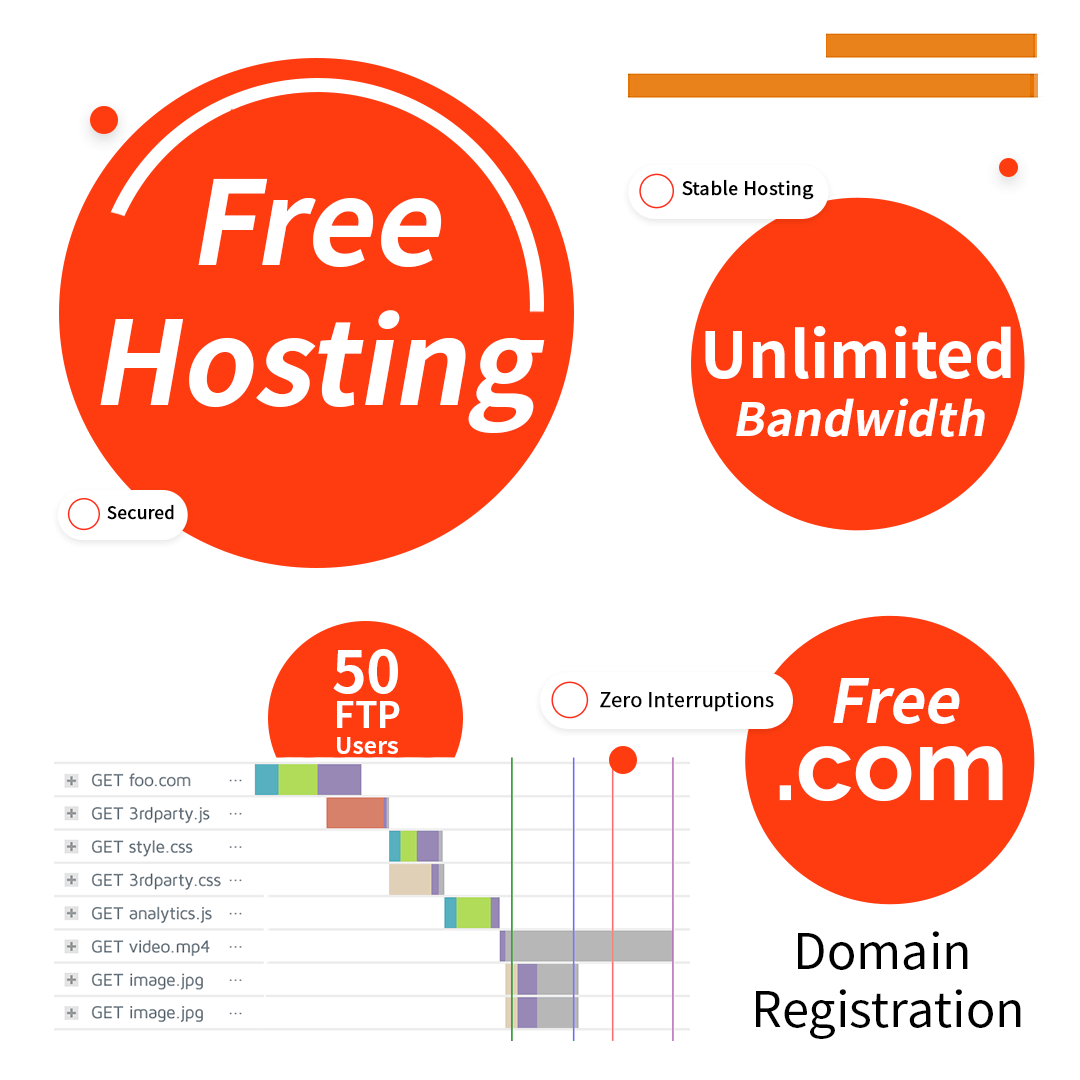 Free
Hosting
Secured
Stable Hosting
Unlimited
Bandwidth
50
FTP
Users
Zero Interruptions
Free
.com
Domain
Registration
GET foo.com ...
GET 3rdparty.js ...
GET style.css ...
GET 3rdparty.css ...
GET analytics.js ...
GET video.mp4 ...
GET image.jpg ...
GET image.jpg ...